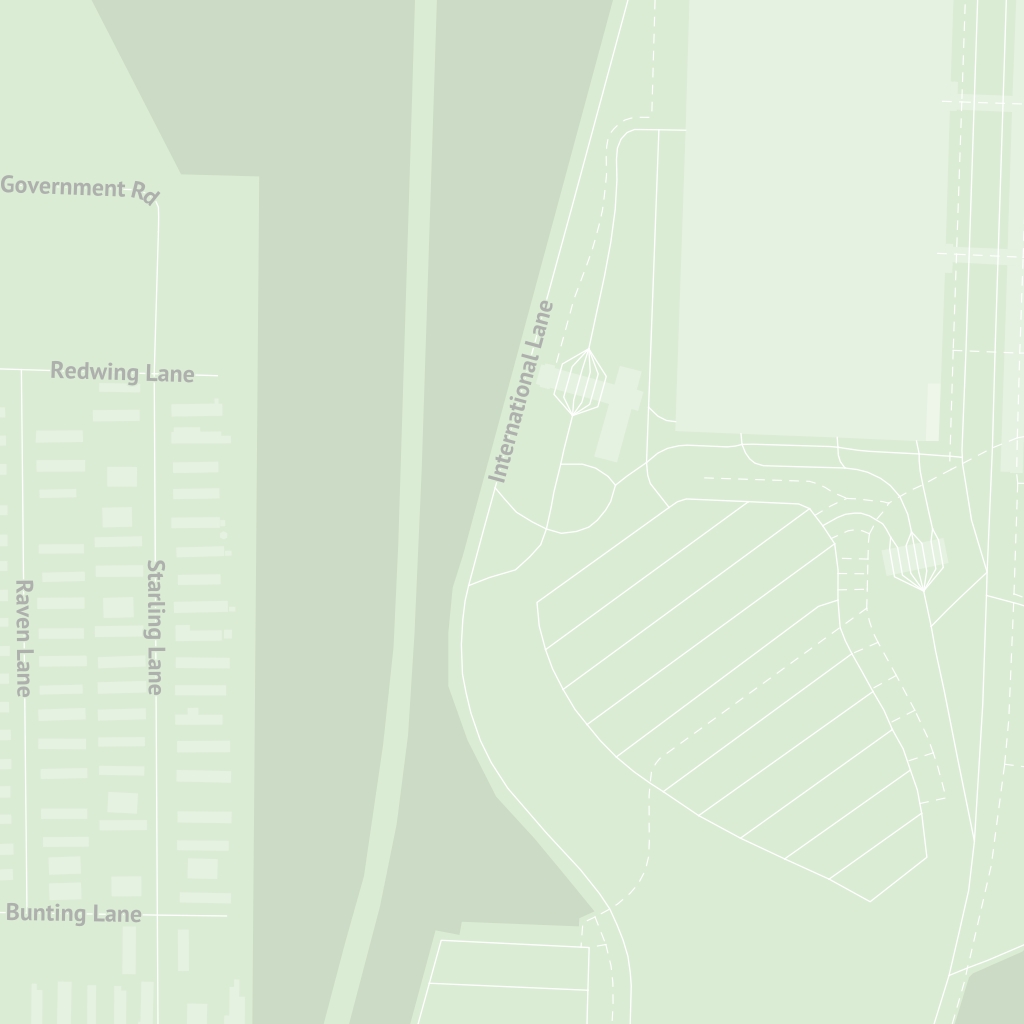 Government Rd
Redwing Lane
International Lane
Raven Lane
Starling Lane
Bunting Lane